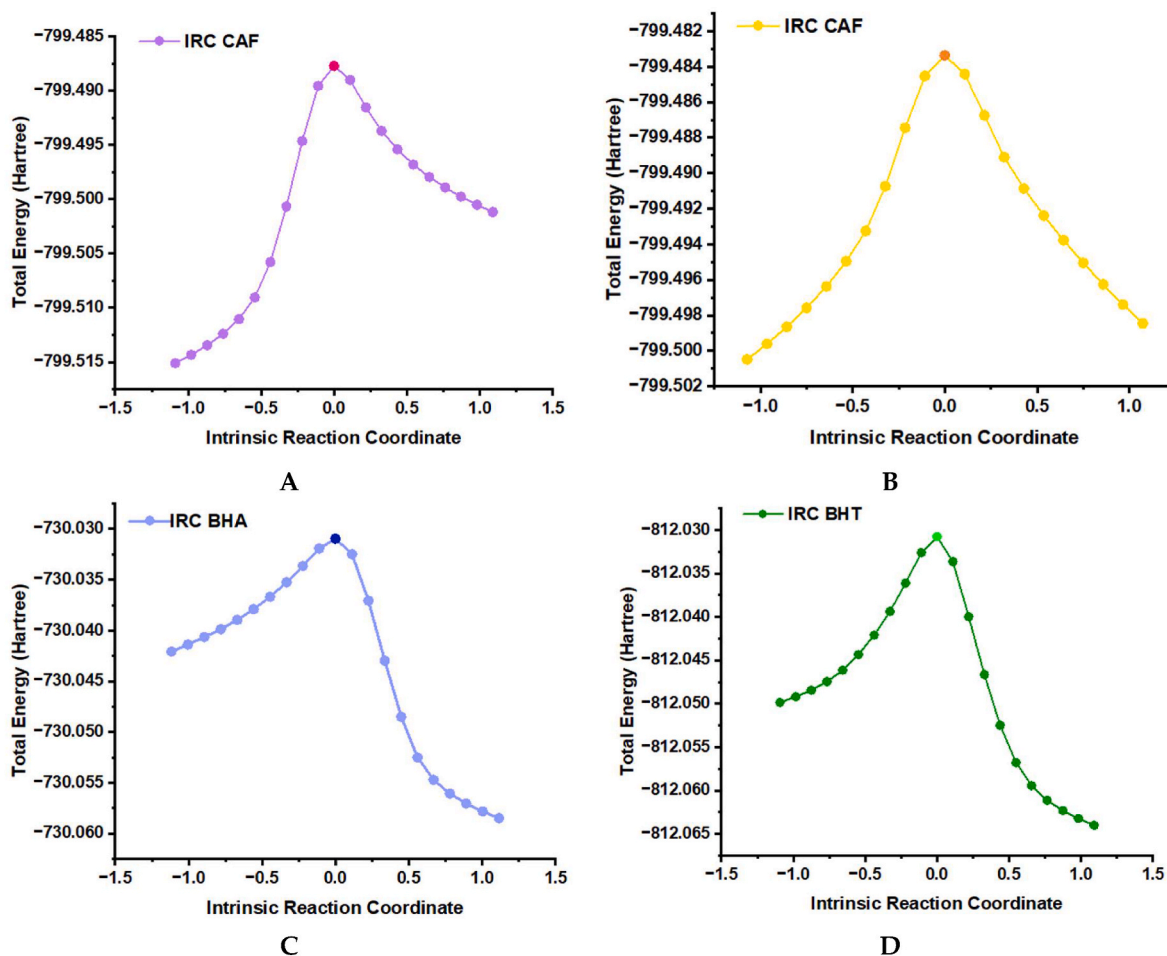 IRC CAF
Total Energy (Hartree)
−799.485
−799.490
−799.495
−799.500
−799.505
−799.510
−799.515
−1.5 −1.0 −0.5 0.0 0.5 1.0 1.5
Intrinsic Reaction Coordinate
A
IRC CAF
Total Energy (Hartree)
−799.482
−799.484
−799.486
−799.488
−799.490
−799.492
−799.494
−799.496
−799.498
−799.500
−799.502
−1.0 −0.5 0.0 0.5 1.0
Intrinsic Reaction Coordinate
B
IRC BHA
Total Energy (Hartree)
−730.030
−730.035
−730.040
−730.045
−730.050
−730.055
−730.060
−1.5 −1.0 −0.5 0.0 0.5 1.0 1.5
Intrinsic Reaction Coordinate
C
IRC BHT
Total Energy (Hartree)
−812.030
−812.035
−812.040
−812.045
−812.050
−812.055
−812.060
−812.065
−1.5 −1.0 −0.5 0.0 0.5 1.0 1.5
Intrinsic Reaction Coordinate
D